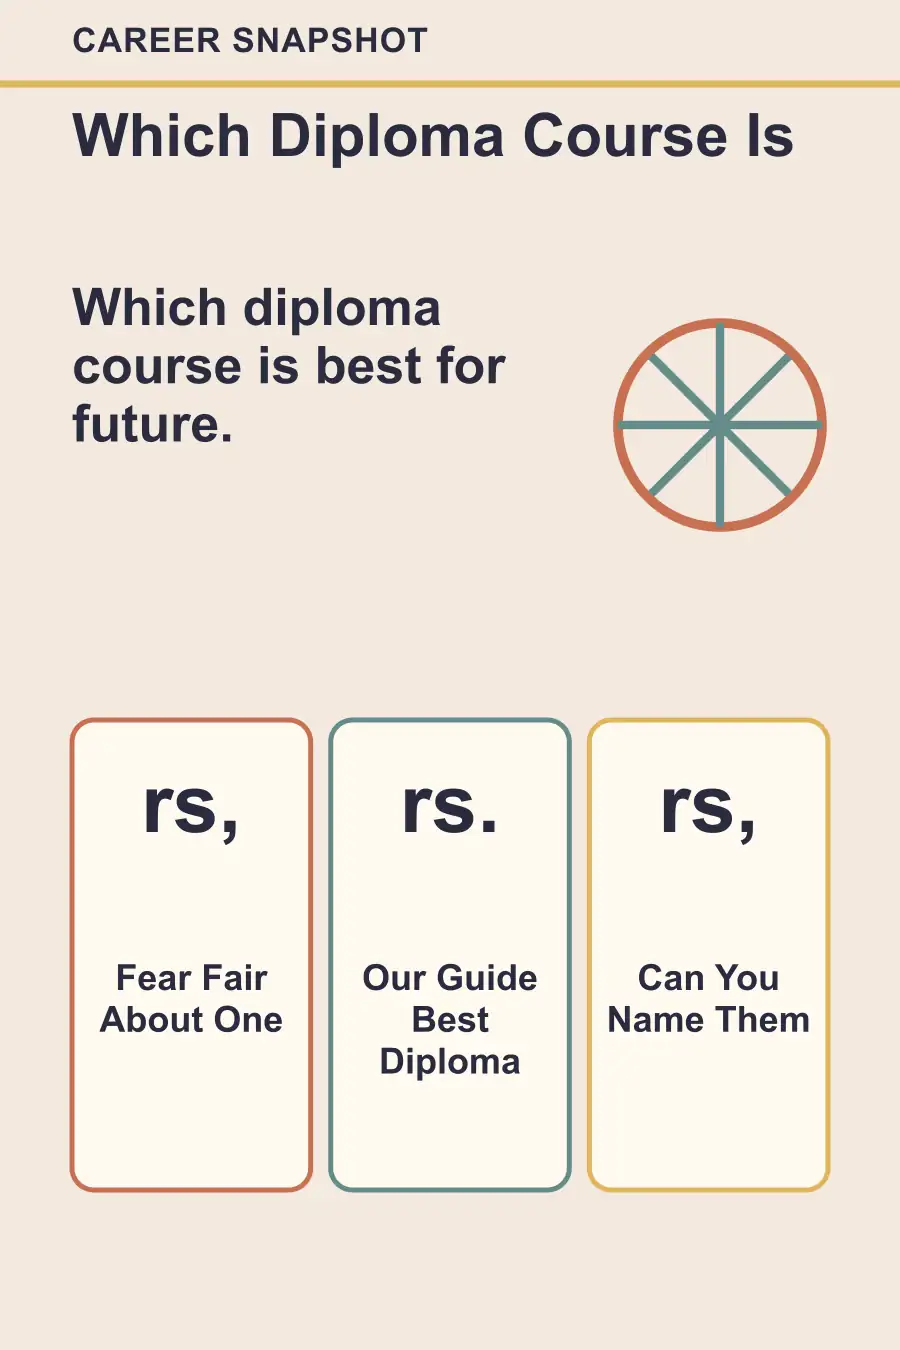 CAREER SNAPSHOT
Which Diploma Course Is
Which diploma
course is best for
future.
rs,
Fear Fair
About One
rs.
Our Guide
Best
Diploma
rs,
Can You
Name Them